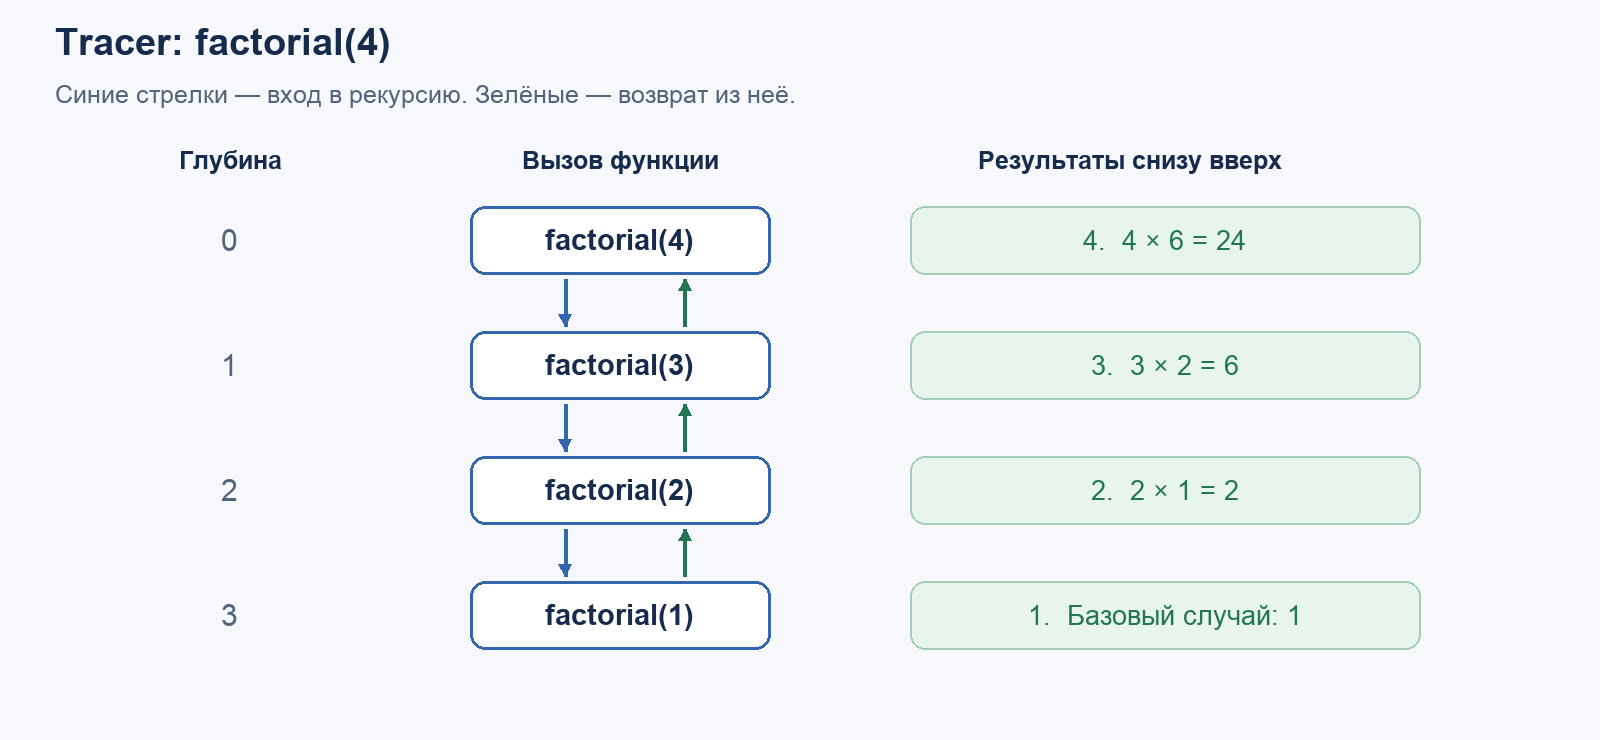 Tracer: factorial(4)
Синие стрелки — вход в рекурсию. Зелёные — возврат из неё.
Глубина Вызов функции Результаты снизу вверх
0 factorial(4) 4. 4 × 6 = 24
1 factorial(3) 3. 3 × 2 = 6
2 factorial(2) 2. 2 × 1 = 2
3 factorial(1) 1. Базовый случай: 1